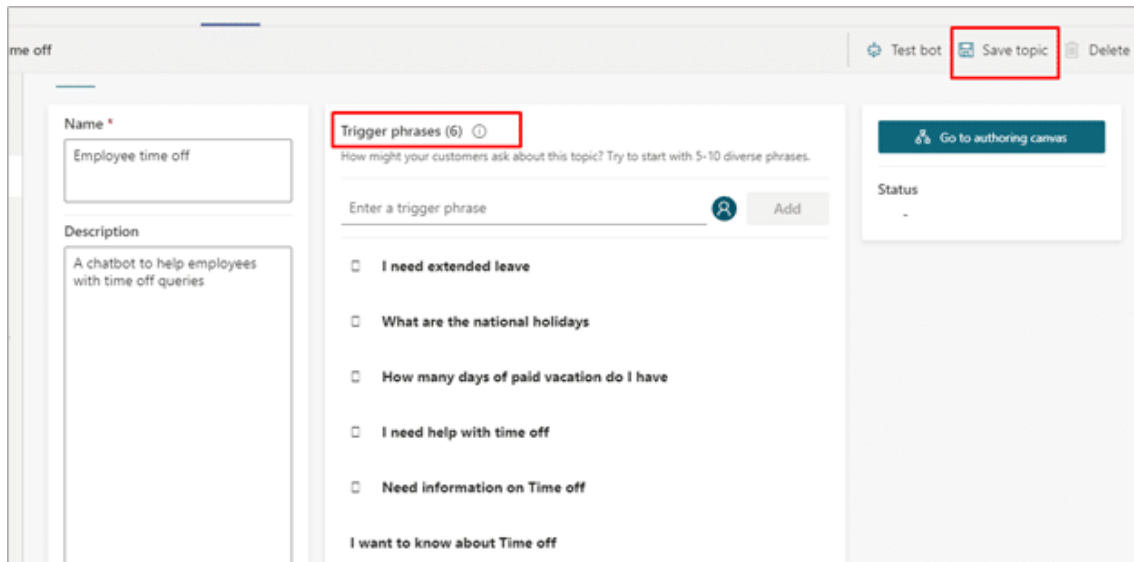 me off
Test bot
Save topic
Delete
Name *
Employee time off
Description
A chatbot to help employees
with time off queries
Trigger phrases (6)
How might your customers ask about this topic? Try to start with 5-10 diverse phrases.
Enter a trigger phrase
Add
I need extended leave
What are the national holidays
How many days of paid vacation do I have
I need help with time off
Need information on Time off
I want to know about Time off
Go to authoring canvas
Status
-